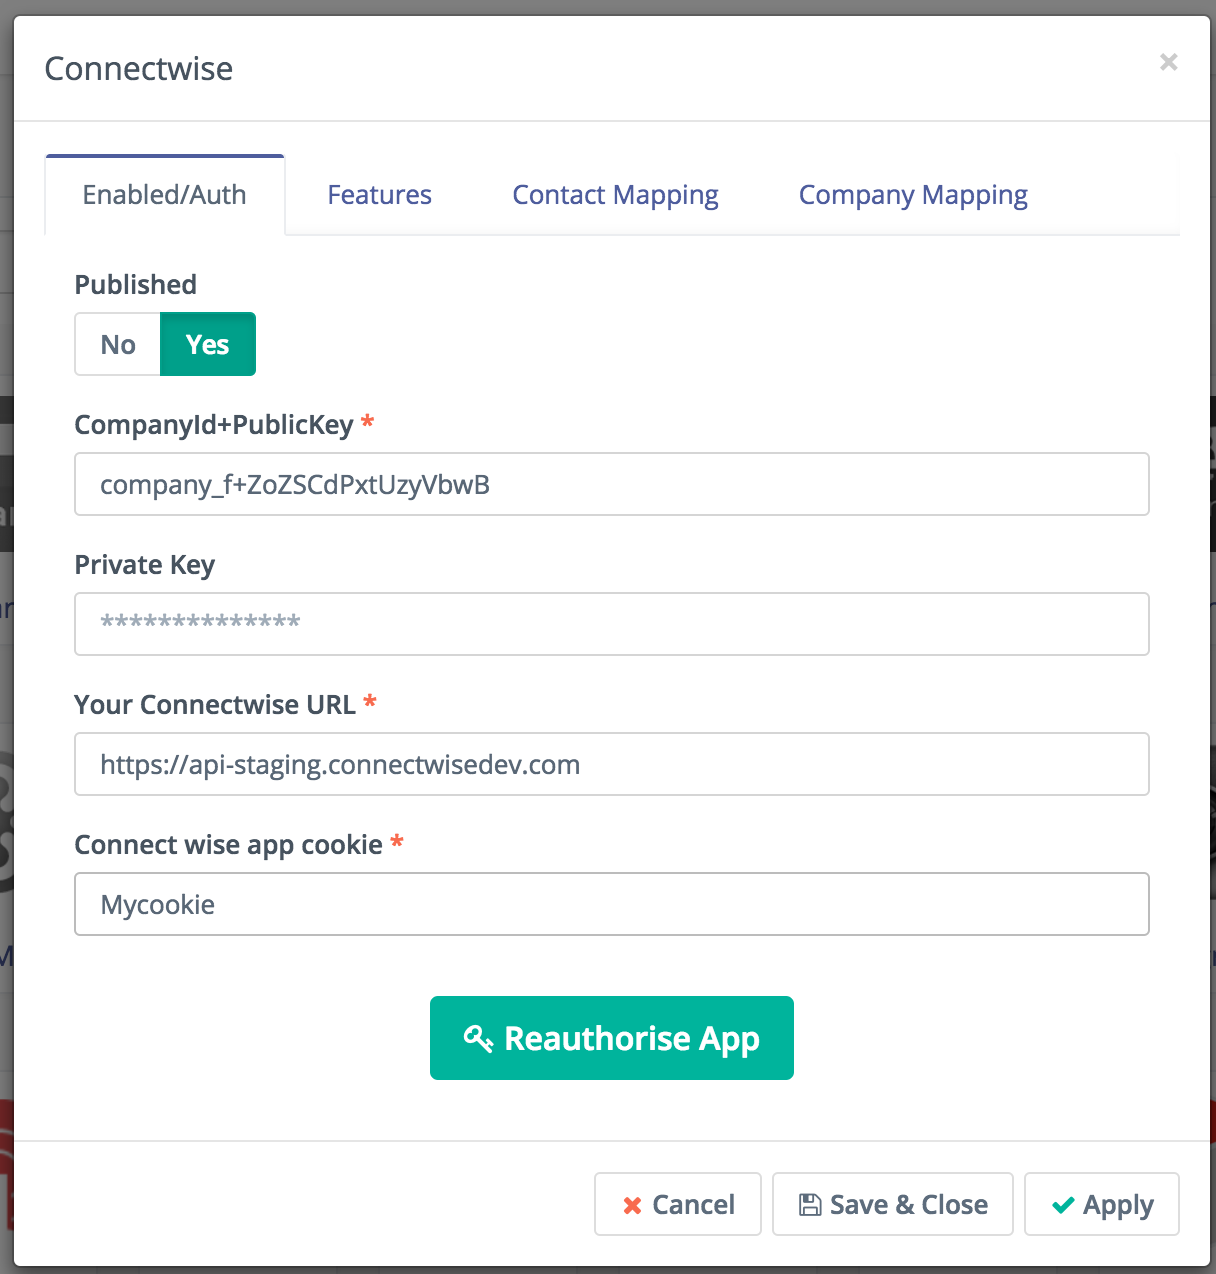 Connectwise
×
Enabled/Auth Features Contact Mapping Company Mapping
Published
No Yes
CompanyId+PublicKey *
company_f+ZoZSCdPxtUzyVbwB
Private Key
**************
Your Connectwise URL *
https://api-staging.connectwisedev.com
Connect wise app cookie *
Mycookie
Reauthorise App
Cancel Save & Close Apply